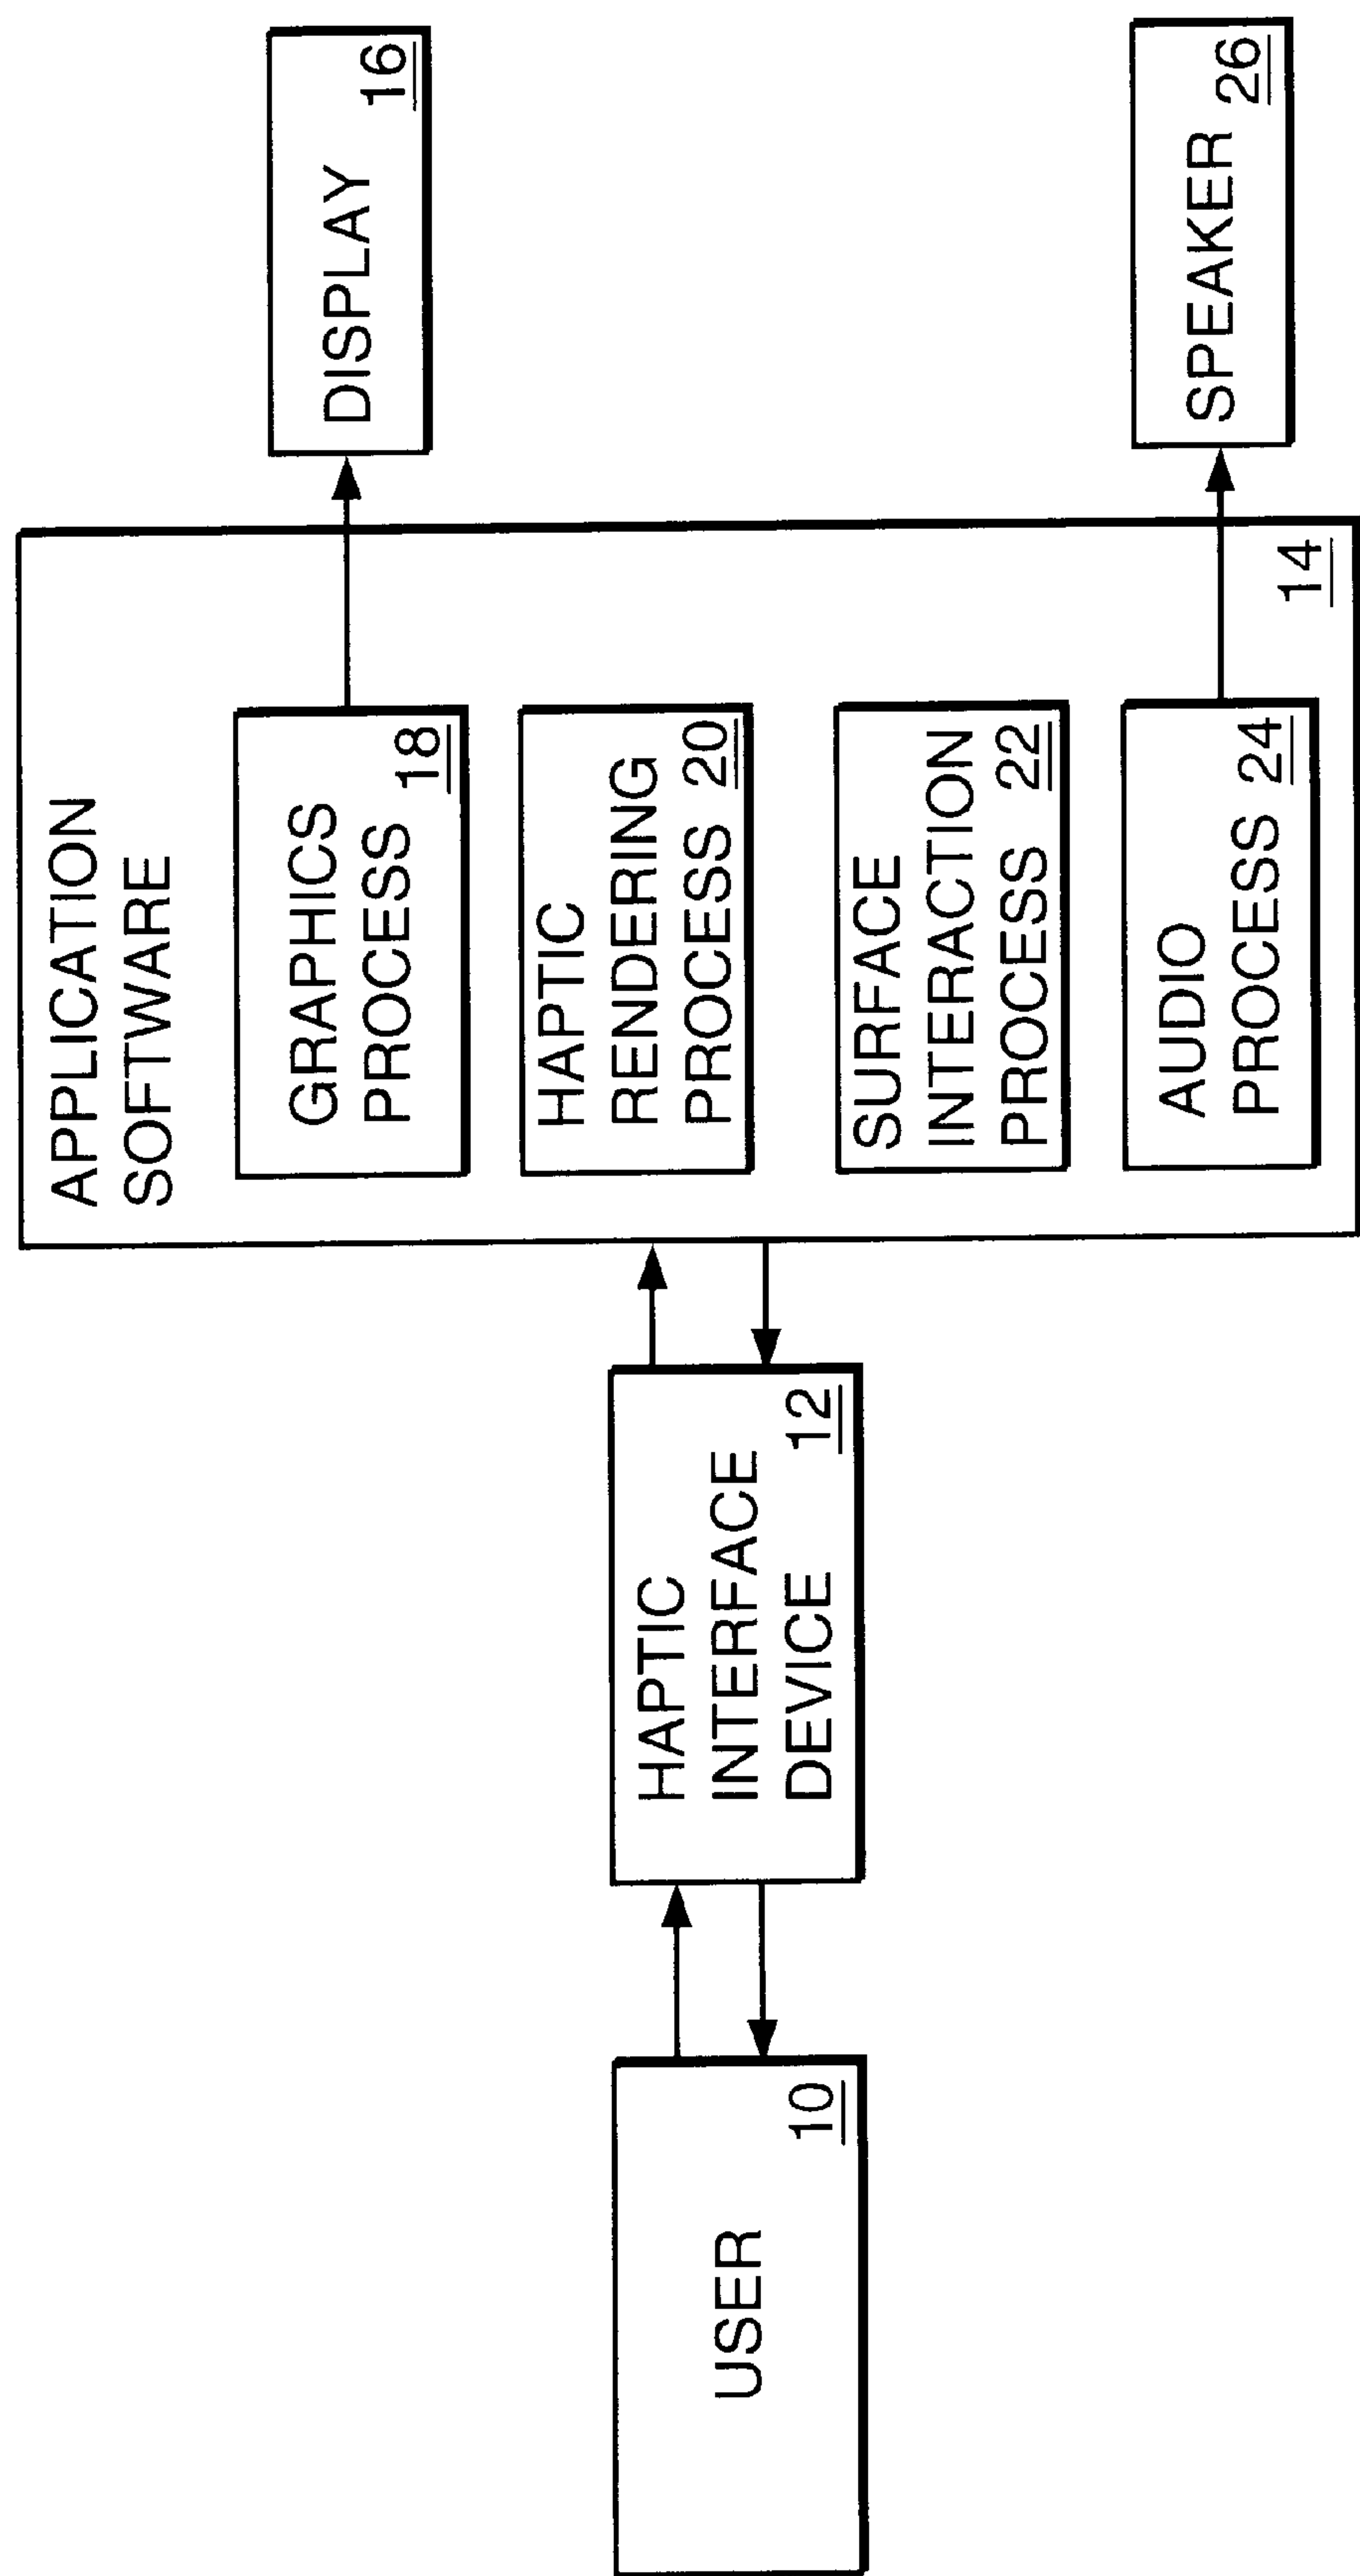 USER
10
HAPTIC
INTERFACE
DEVICE 12
APPLICATION
SOFTWARE
GRAPHICS
PROCESS 18
HAPTIC
RENDERING
PROCESS 20
SURFACE
INTERACTION
PROCESS 22
AUDIO
PROCESS 24
14
DISPLAY
16
SPEAKER 26